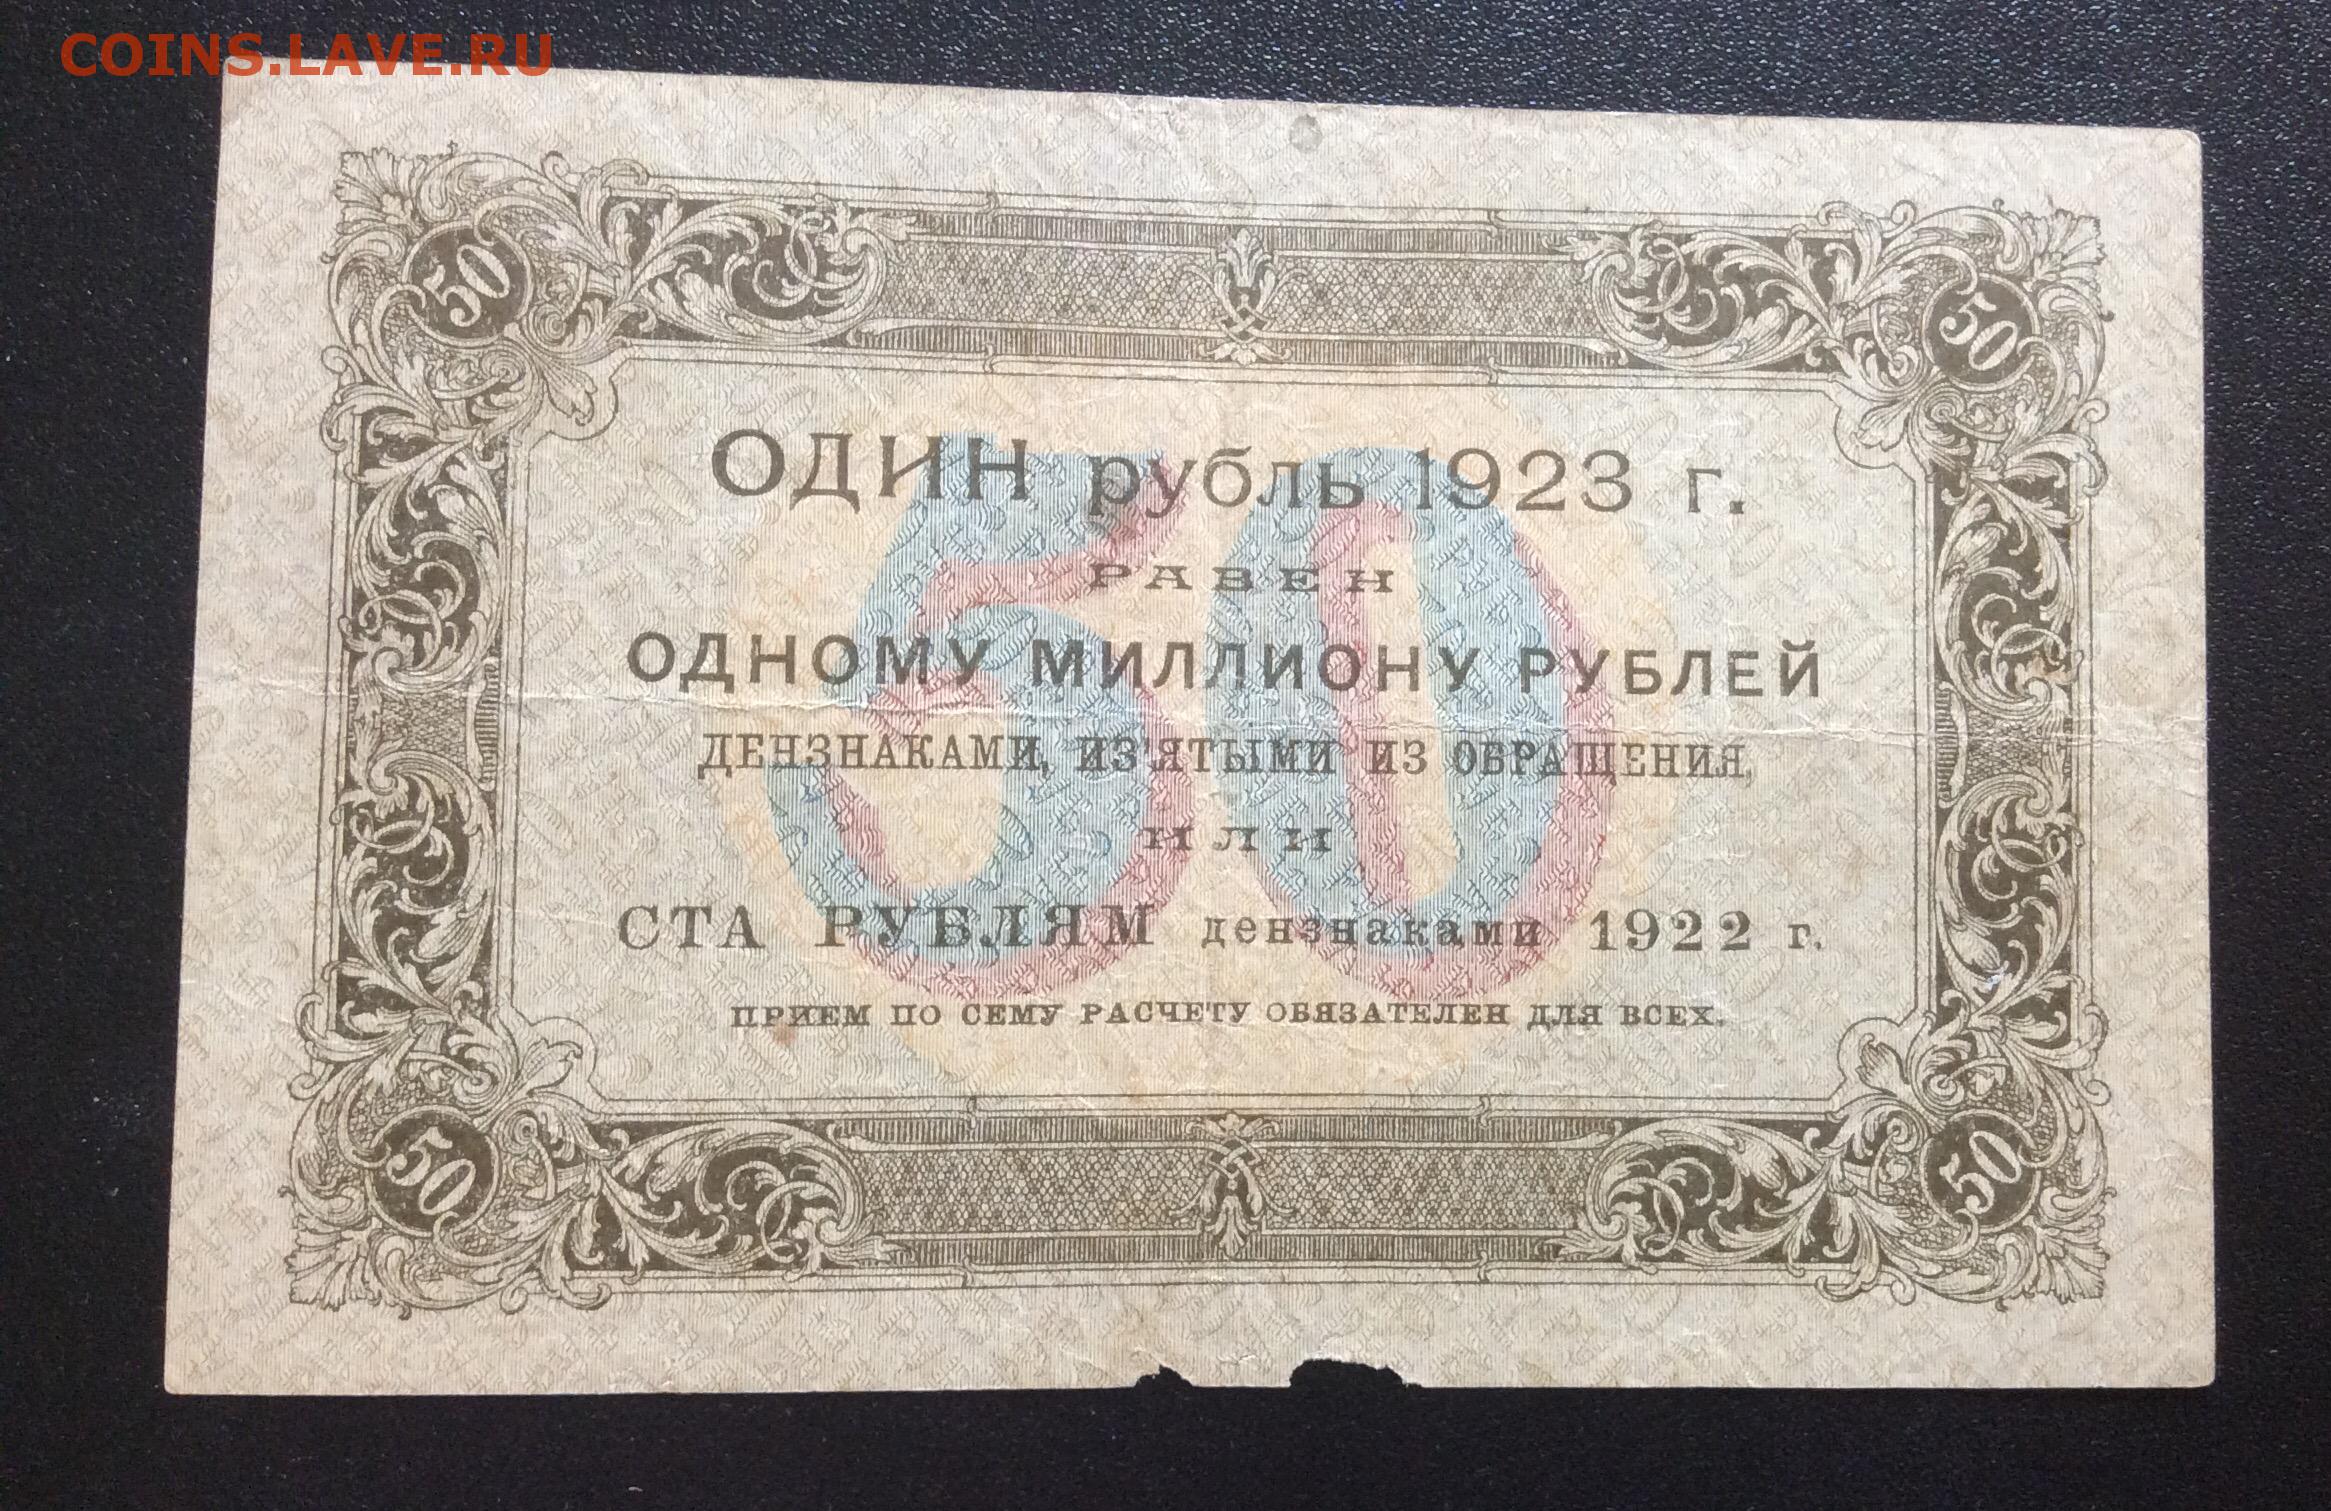 COINS.LAVE.RU
50
50
50
ОДИН рубль 1923 г.
РАВЕН
ОДНОМУ МИЛЛИОНУ РУБЛЕЙ
ДЕНЗНАКАМИ, ИЗ'ЯТЫМИ ИЗ ОБРАЩЕНИЯ,
ИЛИ
СТА РУБЛЯМ дензнаками 1922 г.
ПРИЕМ ПО СЕМУ РАСЧЕТУ ОБЯЗАТЕЛЕН ДЛЯ ВСЕХ.
50
50